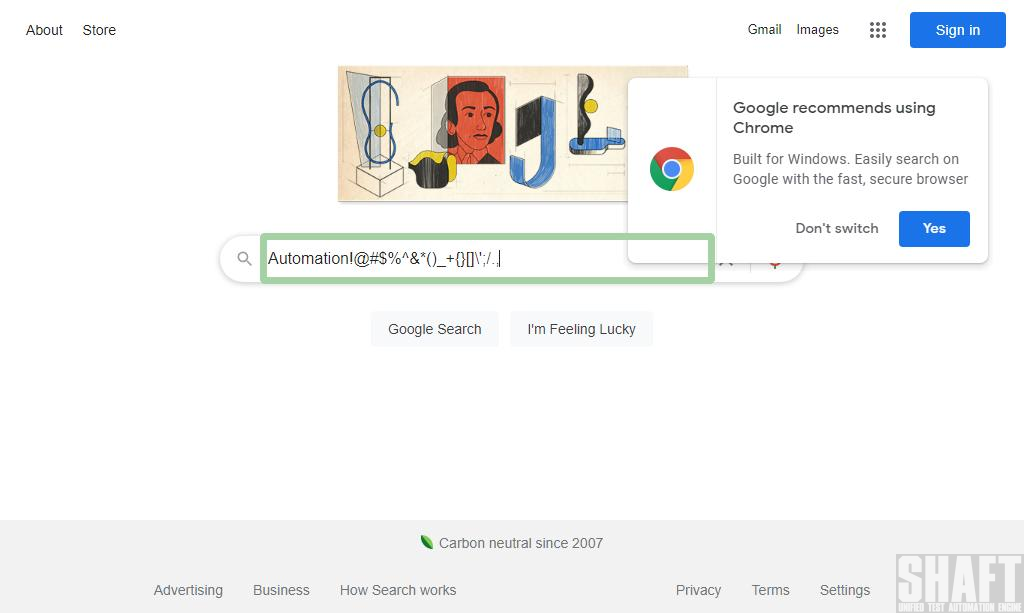 About Store
Gmail Images
Sign in
Google recommends using
Chrome
Built for Windows. Easily search on
Google with the fast, secure browser
Don't switch
Yes
Automation!@#$%^&*()_+{}[]\';/.,
Google Search
I'm Feeling Lucky
Carbon neutral since 2007
Advertising Business How Search works
Privacy Terms Settings
SHAFT
UNIFIED TEST AUTOMATION ENGINE